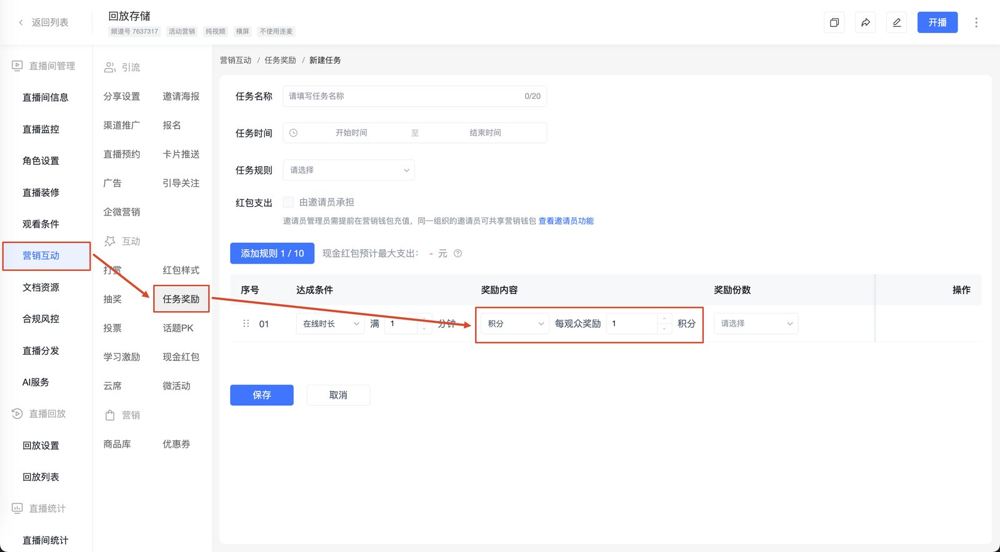 返回列表
回放存储
频道号 7637317 活动营销 纯视频 横屏 不使用连麦
开播
直播间管理
直播间信息
直播监控
角色设置
直播装修
观看条件
营销互动
文档资源
合规风控
直播分发
AI服务
直播回放
回放设置
回放列表
直播统计
直播间统计
引流
分享设置 邀请海报
渠道推广 报名
直播预约 卡片推送
广告 引导关注
企微营销
互动
打赏 红包样式
抽奖 任务奖励
投票 话题PK
学习激励 现金红包
云席 微活动
营销
商品库 优惠券
营销互动 / 任务奖励 / 新建任务
任务名称 请填写任务名称 0/20
任务时间 开始时间 至 结束时间
任务规则 请选择
红包支出 由邀请员承担
邀请员管理员需提前在营销钱包充值，同一组织的邀请员可共享营销钱包 查看邀请员功能
添加规则 1 / 10 现金红包预计最大支出： - 元
序号 达成条件 奖励内容 奖励份数 操作
01 在线时长 满 1 分钟 积分 每观众奖励 1 积分 请选择
保存 取消